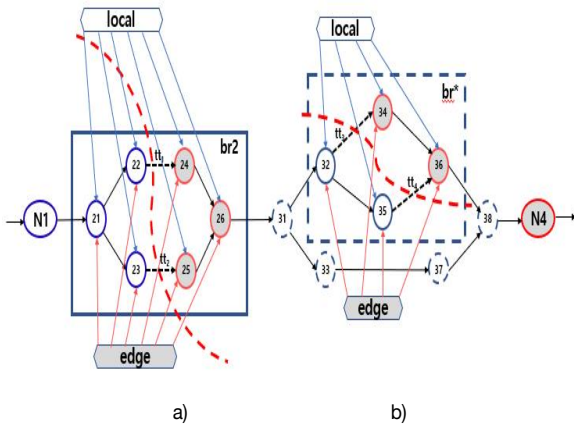 local
local
br*
34
tt₃
br2
22
tt₁
24
32
36
tt₄
N1
21
26
31
35
38
N4
23
tt₂
25
33
37
edge
edge
a)
b)